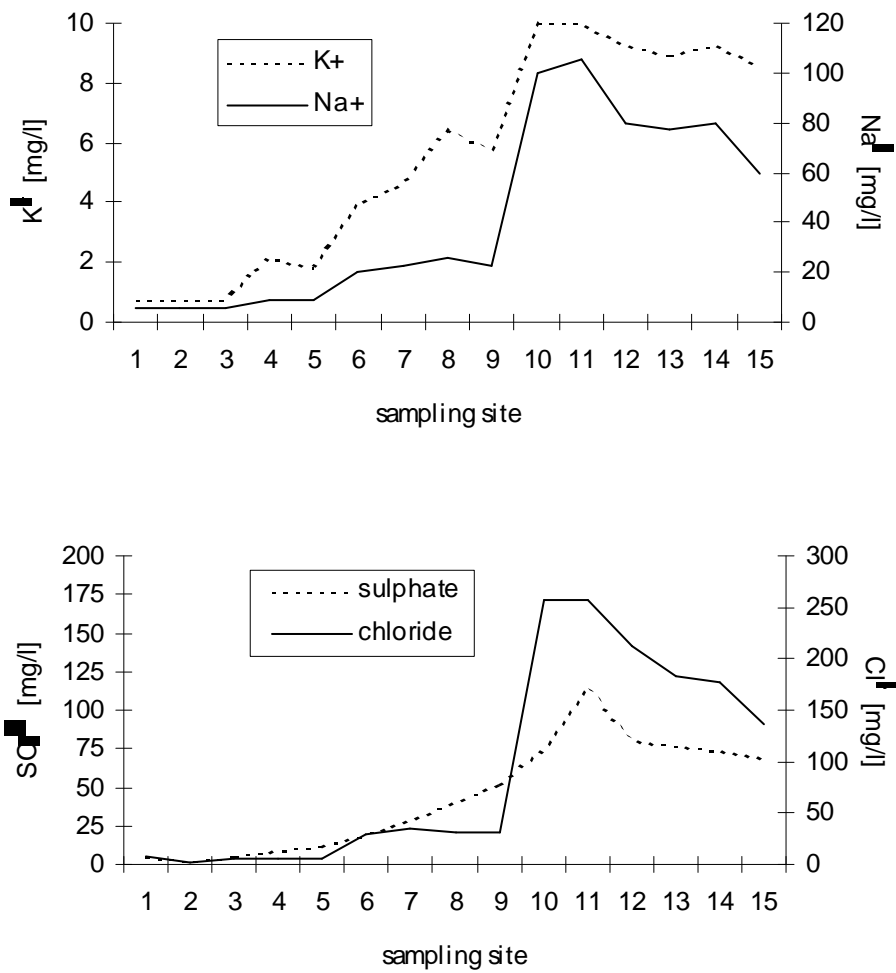 10
8
6
4
2
0
K [mg/l]
K+
Na+
120
100
80
60
40
20
0
Na [mg/l]
1 2 3 4 5 6 7 8 9 10 11 12 13 14 15
sampling site
200
175
150
125
100
75
50
25
0
SO [mg/l]
sulphate
chloride
300
250
200
150
100
50
0
Cl [mg/l]
1 2 3 4 5 6 7 8 9 10 11 12 13 14 15
sampling site